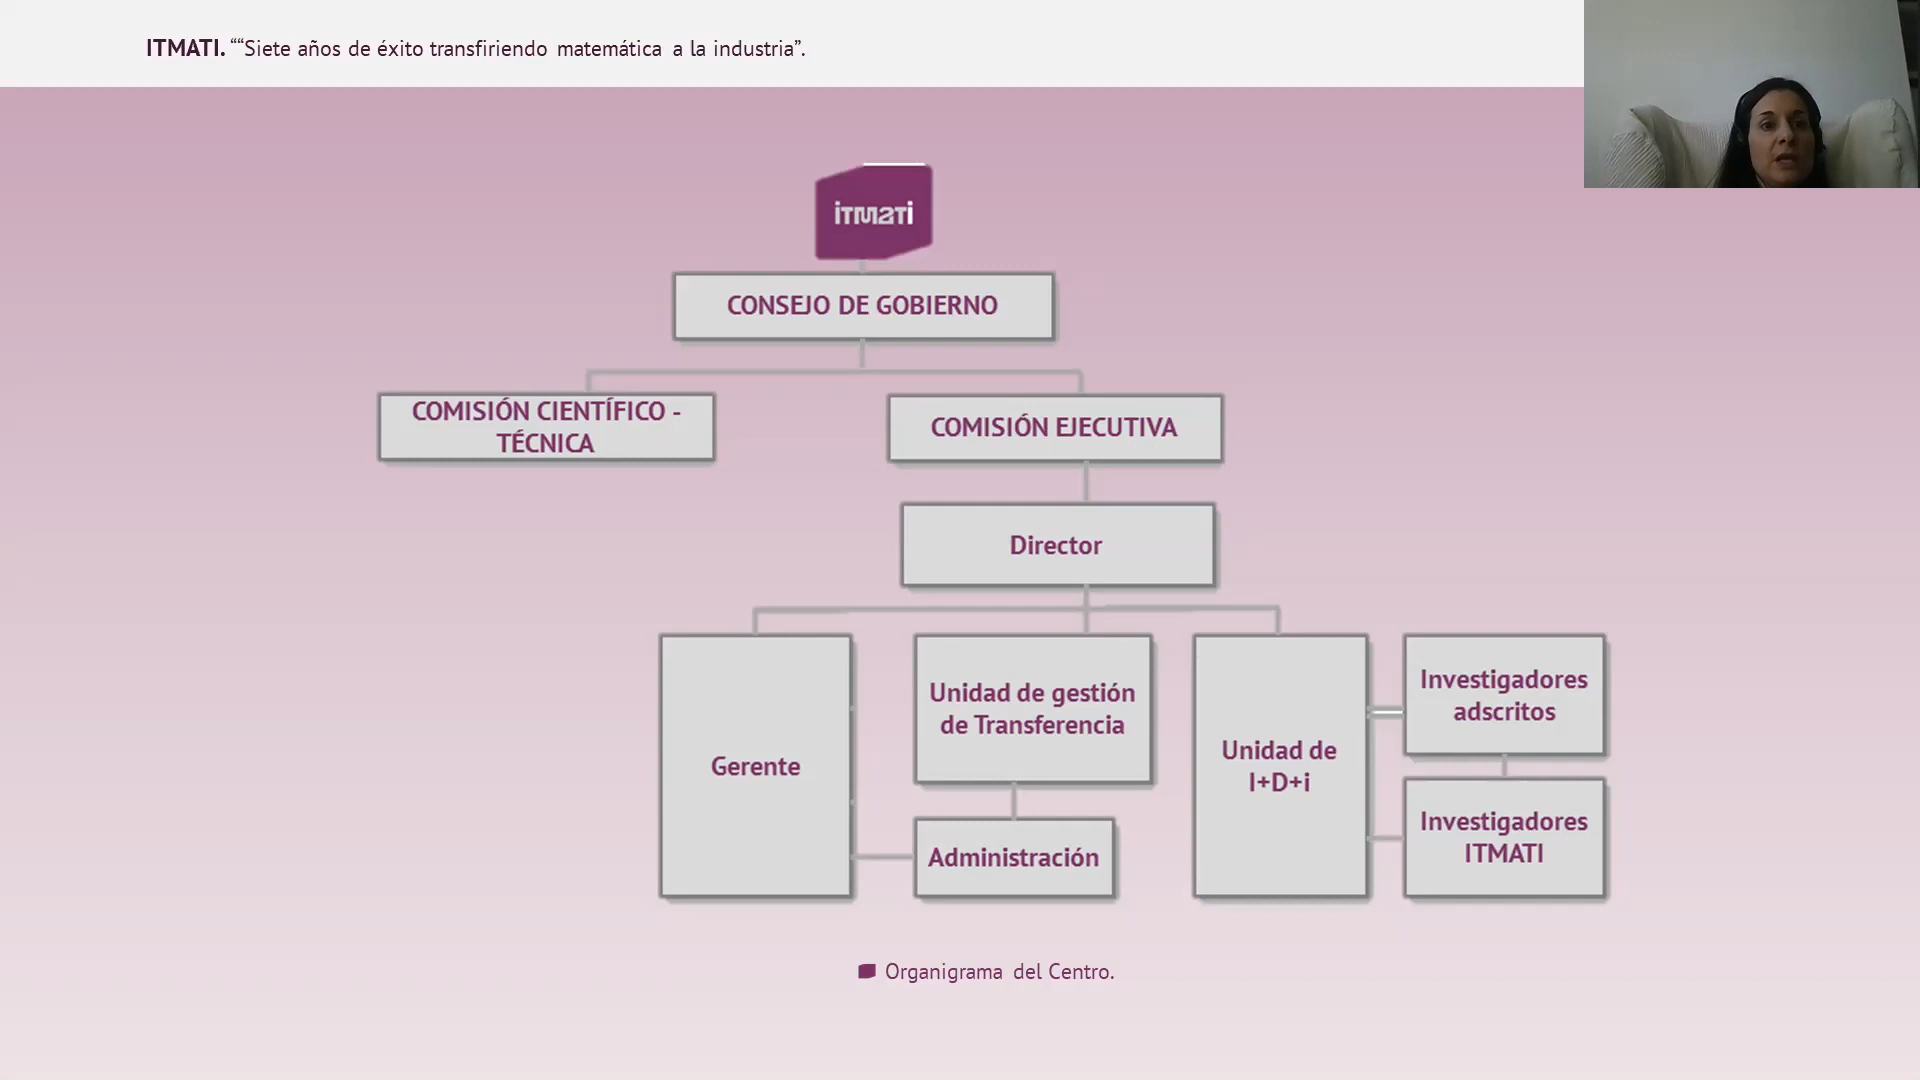 ITMATI. ““Siete años de éxito transfiriendo matemática a la industria”.
itmati
CONSEJO DE GOBIERNO
COMISIÓN CIENTÍFICO -
TÉCNICA
COMISIÓN EJECUTIVA
Director
Gerente
Unidad de gestión
de Transferencia
Administración
Unidad de
I+D+i
Investigadores
adscritos
Investigadores
ITMATI
Organigrama del Centro.